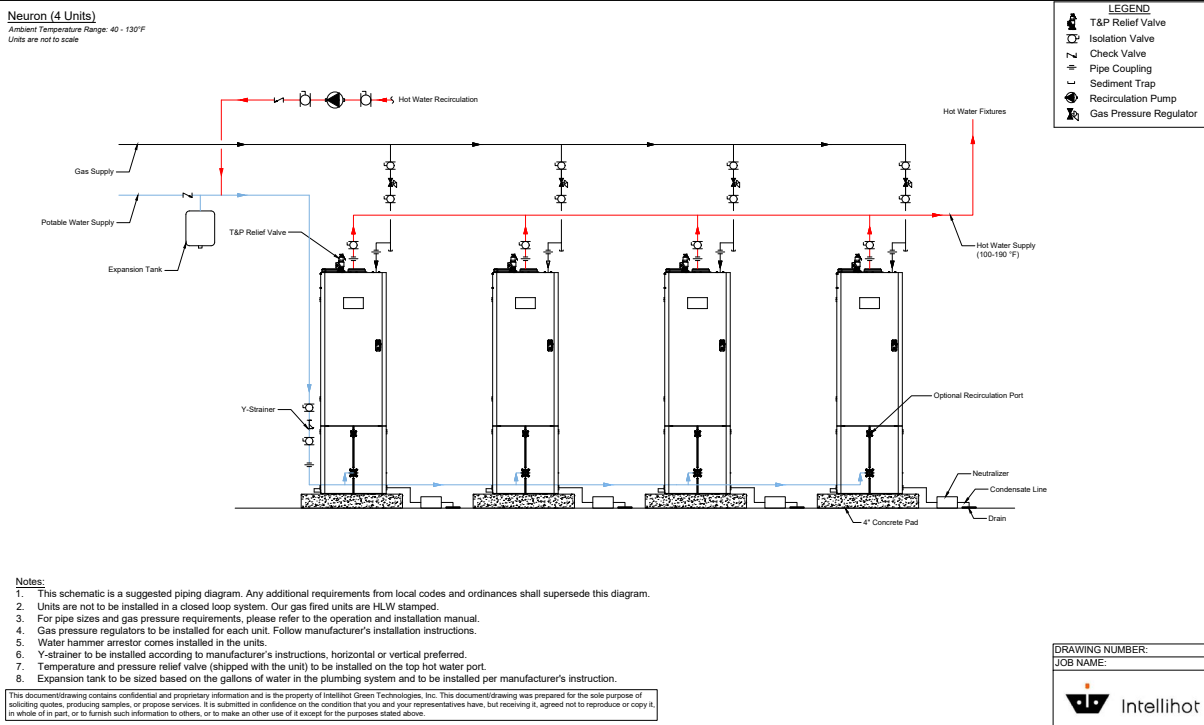 Neuron (4 Units)
Ambient Temperature Range: 40 - 130°F
Units are not to scale
LEGEND
T&P Relief Valve
Isolation Valve
Check Valve
Pipe Coupling
Sediment Trap
Recirculation Pump
Gas Pressure Regulator
Hot Water Recirculation
Hot Water Fixtures
Gas Supply
Potable Water Supply
T&P Relief Valve
Expansion Tank
Hot Water Supply
(100-190 °F)
Y-Strainer
Optional Recirculation Port
Neutralizer
Condensate Line
Drain
4" Concrete Pad
Notes:
1. This schematic is a suggested piping diagram. Any additional requirements from local codes and ordinances shall supersede this diagram.
2. Units are not to be installed in a closed loop system. Our gas fired units are HLW stamped.
3. For pipe sizes and gas pressure requirements, please refer to the operation and installation manual.
4. Gas pressure regulators to be installed for each unit. Follow manufacturer's installation instructions.
5. Water hammer arrestor comes installed in the units.
6. Y-strainer to be installed according to manufacturer's instructions, horizontal or vertical preferred.
7. Temperature and pressure relief valve (shipped with the unit) to be installed on the top hot water port.
8. Expansion tank to be sized based on the gallons of water in the plumbing system and to be installed per manufacturer's instruction.
This document/drawing contains confidential and proprietary information and is the property of Intellihot Green Technologies, Inc. This document/drawing was prepared for the sole purpose of
soliciting quotes, producing samples, or propose services. It is submitted in confidence on the condition that you and your representatives have, but receiving it, agreed not to reproduce or copy it,
in whole of in part, or to furnish such information to others, or to make an other use of it except for the purposes stated above.
DRAWING NUMBER:
JOB NAME:
Intellihot